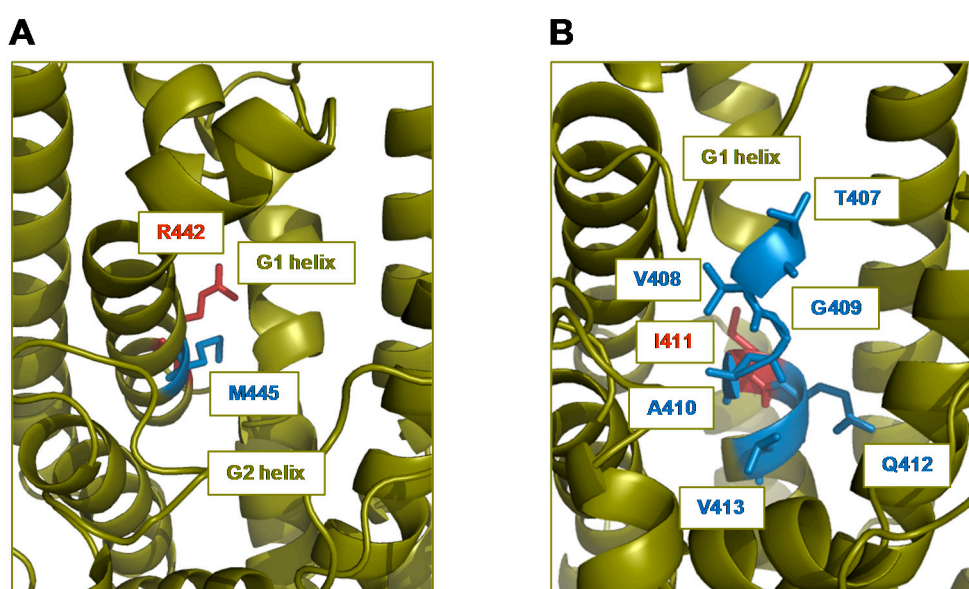 A
B
R442
G1 helix
M445
G2 helix
G1 helix
T407
V408
G409
I411
A410
Q412
V413